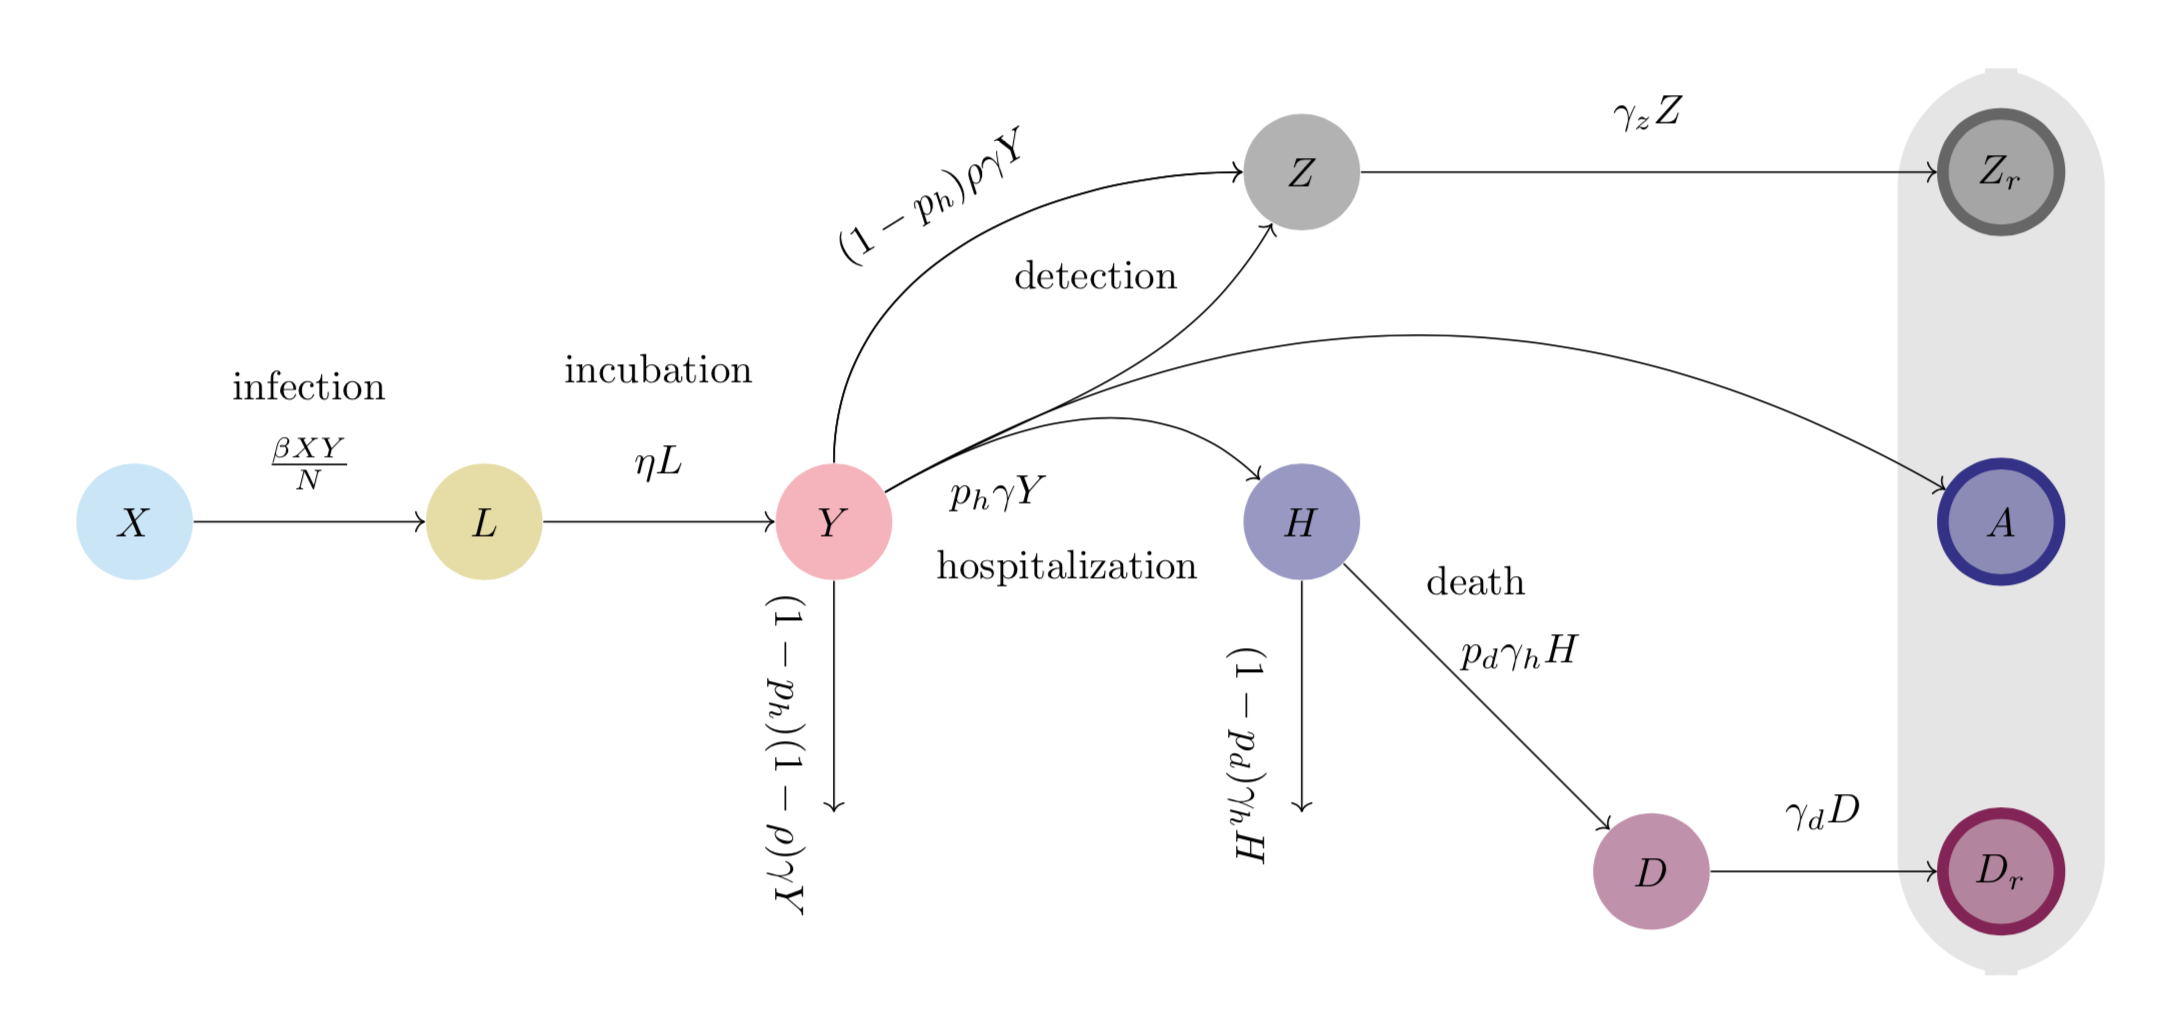 infection
$\frac{\beta XY}{N}$
X
L
incubation
$\eta L$
Y
$(1-p_h)\rho\gamma Y$
detection
Z
$\gamma_z Z$
$Z_r$
$p_h\gamma Y$
hospitalization
H
A
$(1-p_h)(1-\rho)\gamma Y$
$(1-p_d)\gamma_h H$
death
$p_d\gamma_h H$
D
$\gamma_d D$
$D_r$